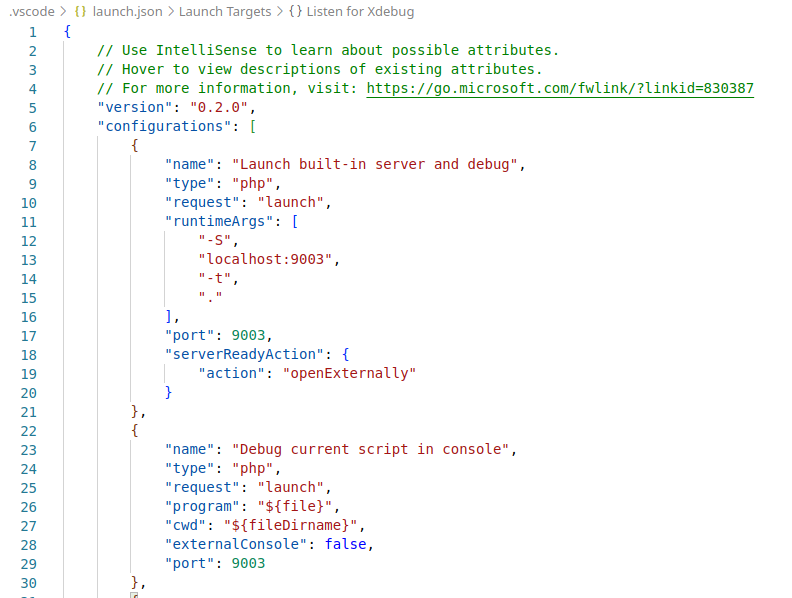 .vscode > {} launch.json > Launch Targets > {} Listen for Xdebug
1 {
2 // Use IntelliSense to learn about possible attributes.
3 // Hover to view descriptions of existing attributes.
4 // For more information, visit: https://go.microsoft.com/fwlink/?linkid=830387
5 "version": "0.2.0",
6 "configurations": [
7 {
8 "name": "Launch built-in server and debug",
9 "type": "php",
10 "request": "launch",
11 "runtimeArgs": [
12 "-S",
13 "localhost:9003",
14 "-t",
15 "."
16 ],
17 "port": 9003,
18 "serverReadyAction": {
19 "action": "openExternally"
20 }
21 },
22 {
23 "name": "Debug current script in console",
24 "type": "php",
25 "request": "launch",
26 "program": "${file}",
27 "cwd": "${fileDirname}",
28 "externalConsole": false,
29 "port": 9003
30 },